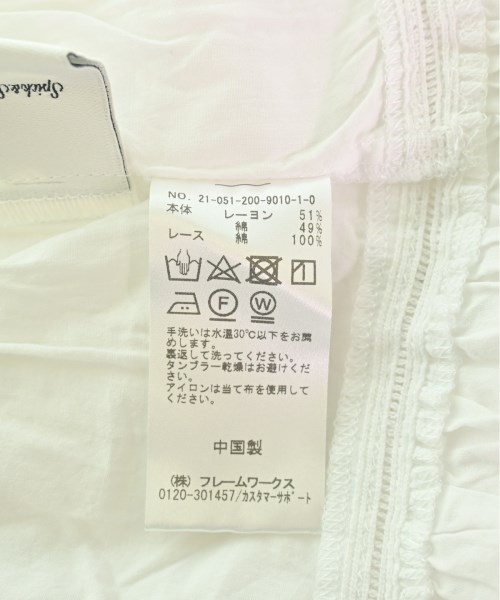 Spick&S
NO. 21-051-200-9010-1-0
本体 レーヨン 51%
綿 49%
レース 綿 100%
F
W
手洗いは水温30℃以下をお薦
めします。
裏返して洗ってください。
タンブラー乾燥はお避けくだ
さい。
アイロンは当て布を使用して
ください。
中国製
(株) フレームワークス
0120-301457/カスタマーサポート